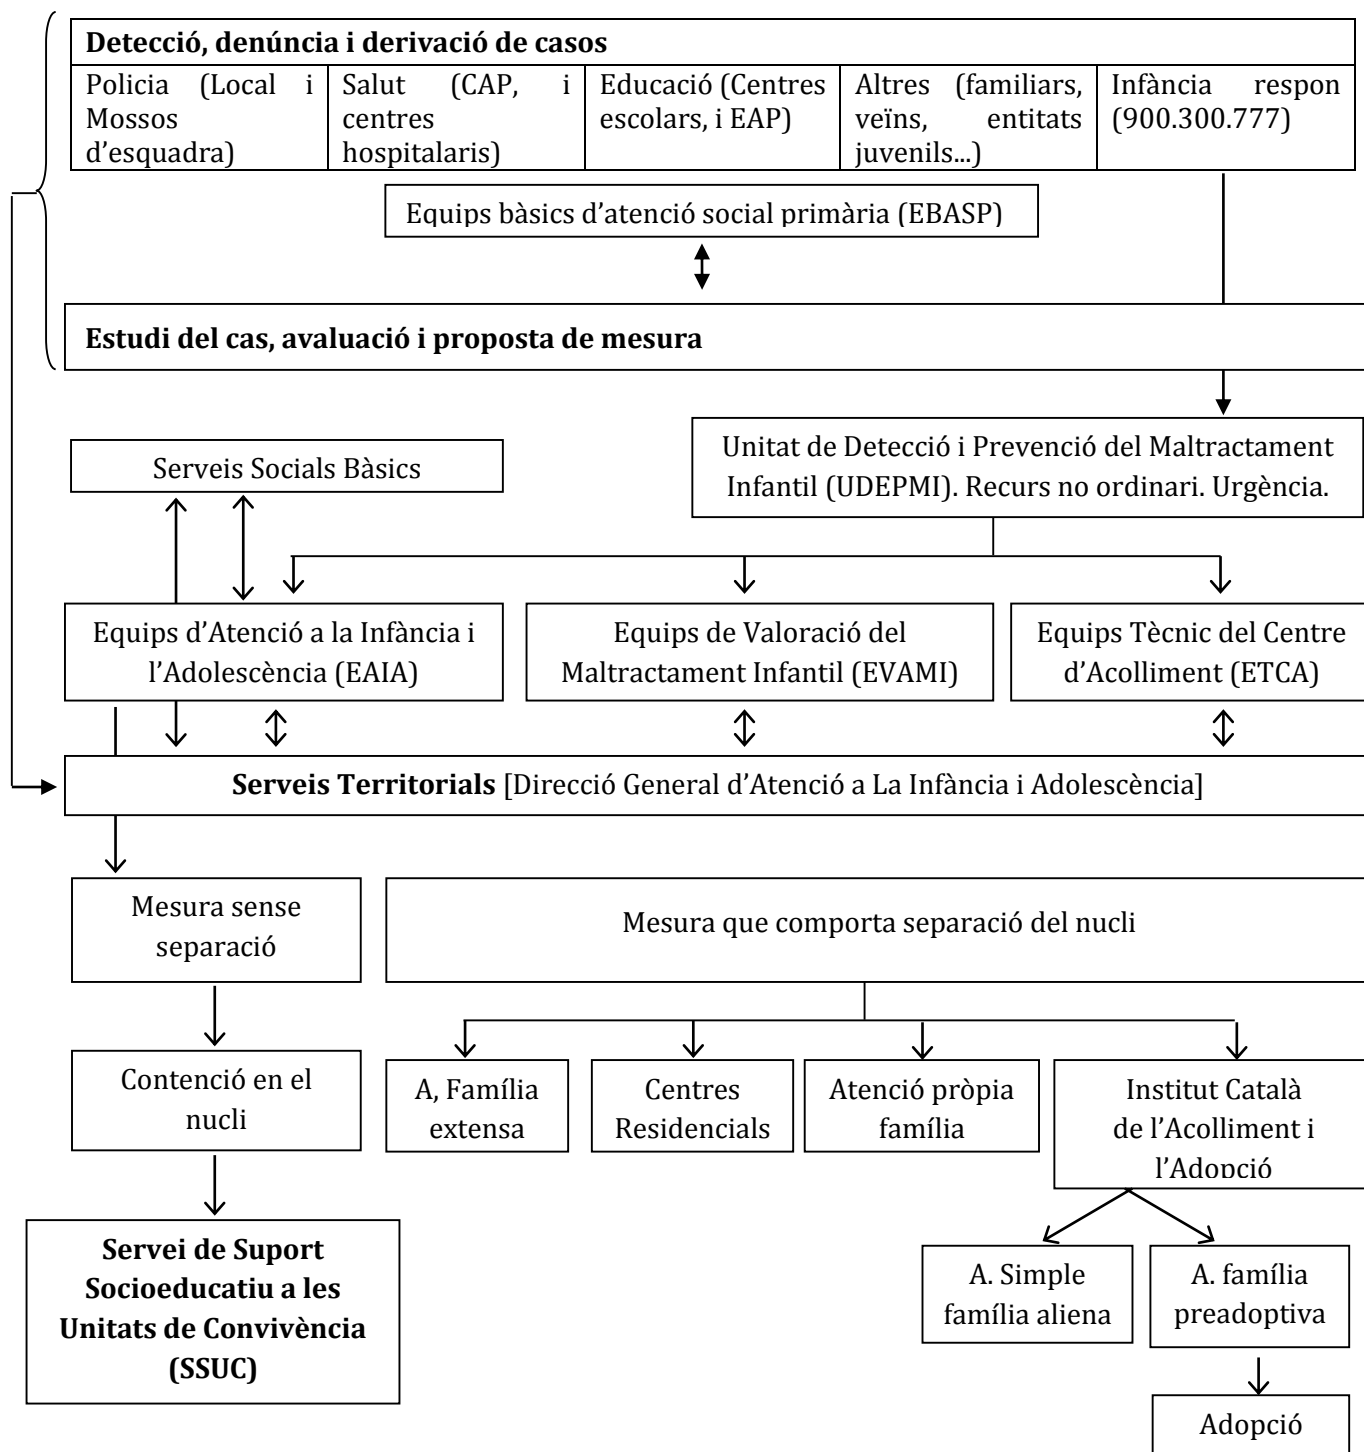 Detecció, denúncia i derivació de casos
Policia (Local i
Mossos
d’esquadra)
Salut (CAP, i
centres
hospitalaris)
Educació (Centres
escolars, i EAP)
Altres (familiars,
veïns, entitats
juvenils...)
Infància respon
(900.300.777)
Equips bàsics d’atenció social primària (EBASP)
Estudi del cas, avaluació i proposta de mesura
Serveis Socials Bàsics
Unitat de Detecció i Prevenció del Maltractament
Infantil (UDEPMI). Recurs no ordinari. Urgència.
Equips d’Atenció a la Infància i
l’Adolescència (EAIA)
Equips de Valoració del
Maltractament Infantil (EVAMI)
Equips Tècnic del Centre
d’Acolliment (ETCA)
Serveis Territorials [Direcció General d’Atenció a La Infància i Adolescència]
Mesura sense
separació
Mesura que comporta separació del nucli
Contenció en el
nucli
A, Família
extensa
Centres
Residencials
Atenció pròpia
família
Institut Català
de l’Acolliment i
l’Adopció
Servei de Suport
Socioeducatiu a les
Unitats de Convivència
(SSUC)
A. Simple
família aliena
A. família
preadoptiva
Adopció